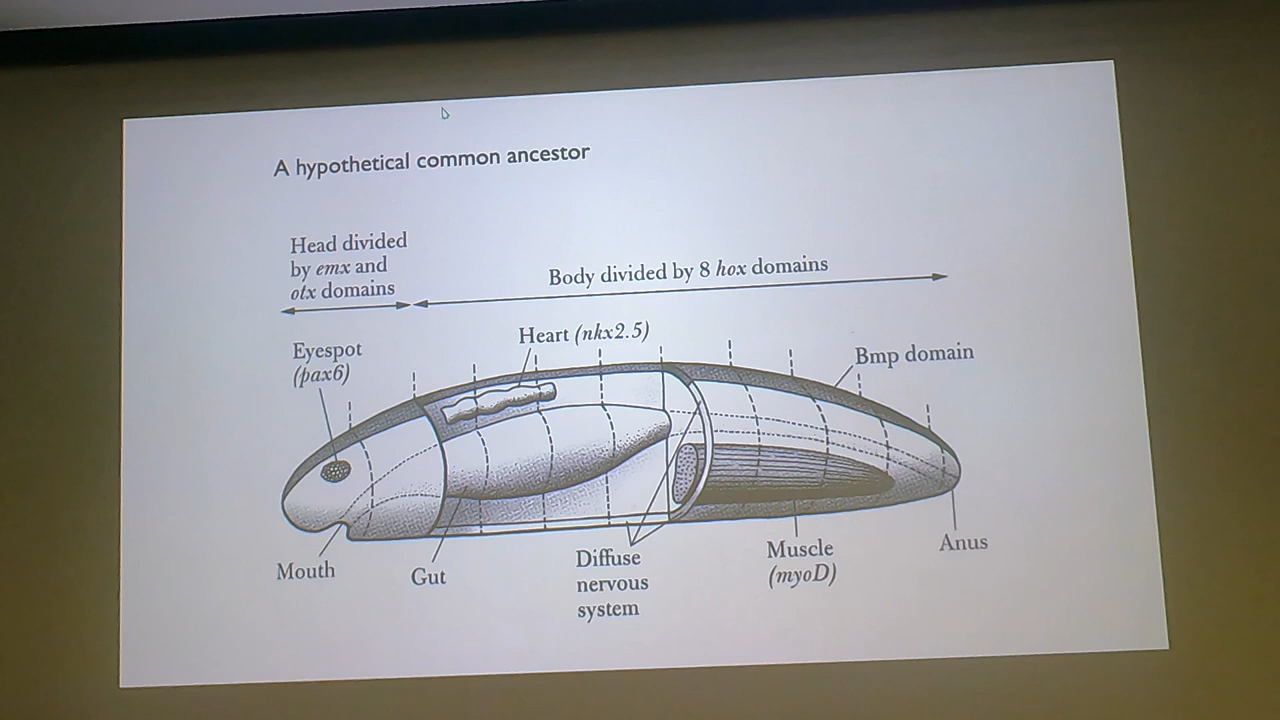 A hypothetical common ancestor
Head divided
by emx and
otx domains
Body divided by 8 hox domains
Heart (nkx2.5)
Eyespot
(pax6)
Bmp domain
Mouth
Gut
Diffuse
nervous
system
Muscle
(myoD)
Anus